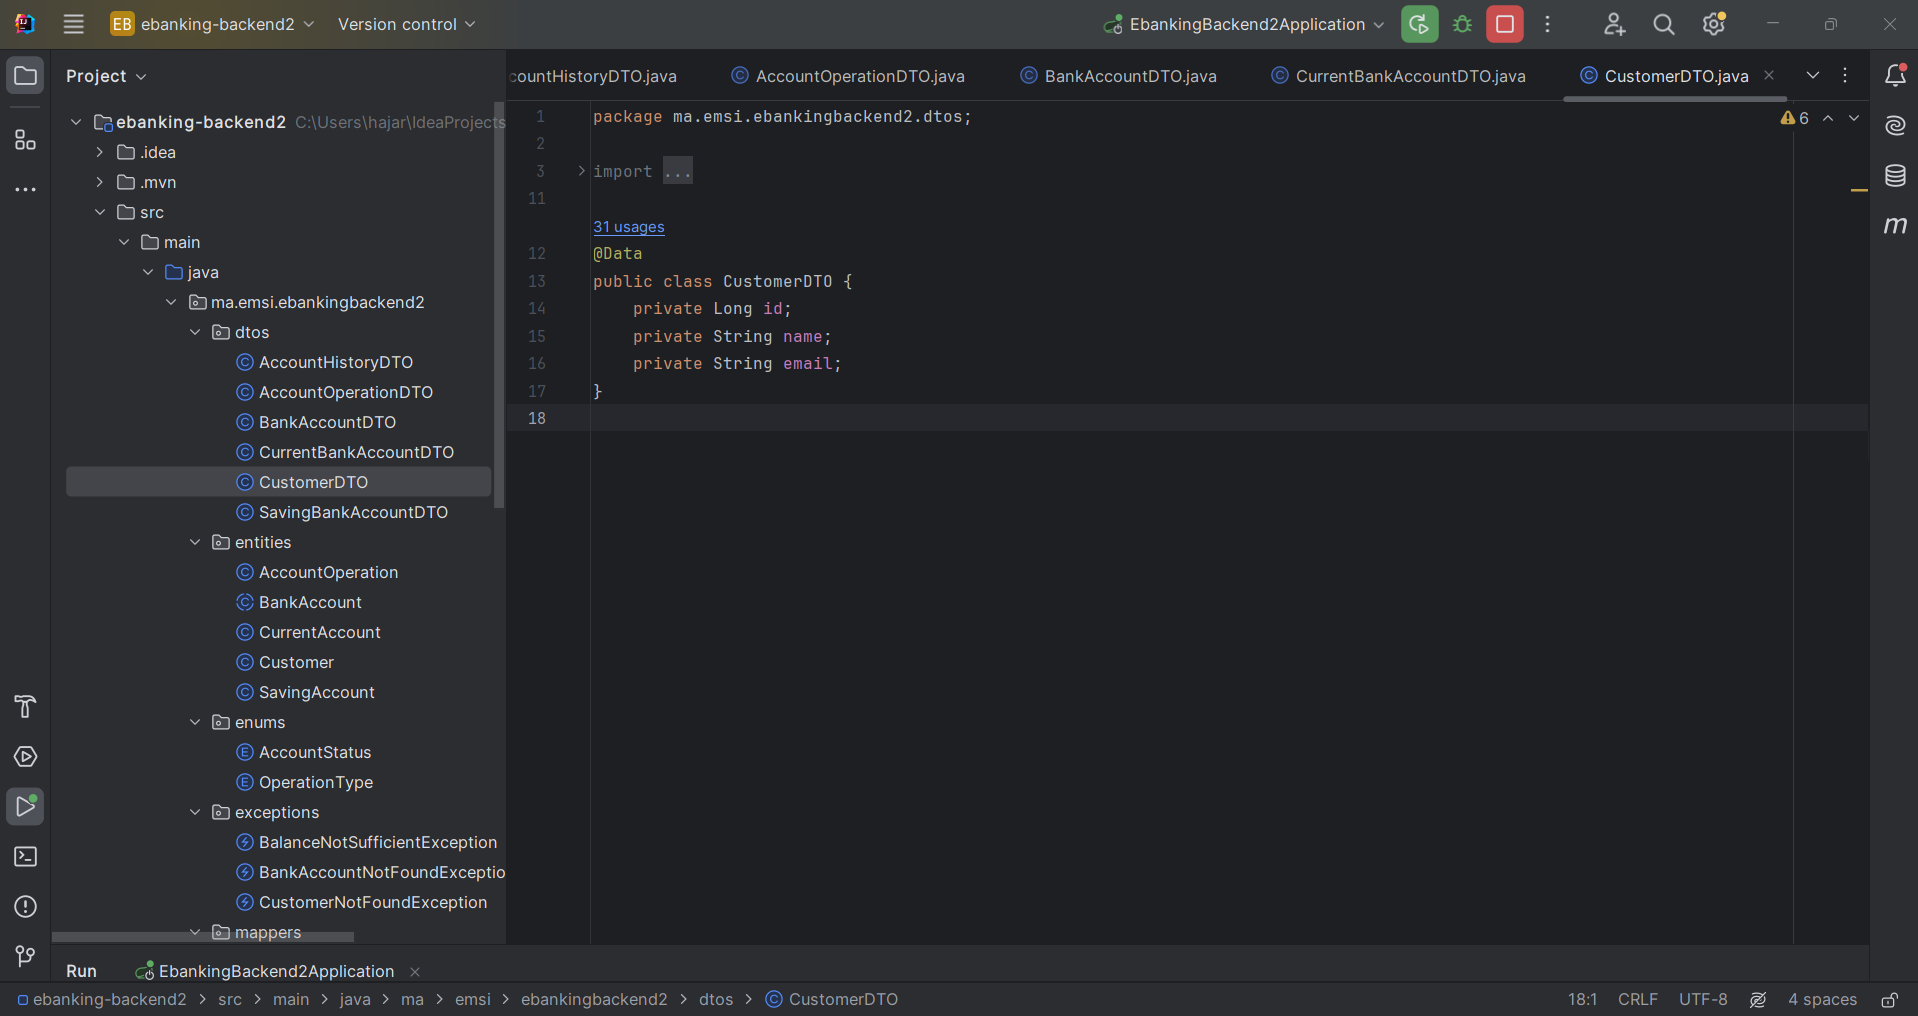 EB ebanking-backend2 Version control EbankingBackend2Application
Project
ebanking-backend2 C:\Users\hajar\IdeaProjects
.idea
.mvn
src
main
java
ma.emsi.ebankingbackend2
dtos
AccountHistoryDTO
AccountOperationDTO
BankAccountDTO
CurrentBankAccountDTO
CustomerDTO
SavingBankAccountDTO
entities
AccountOperation
BankAccount
CurrentAccount
Customer
SavingAccount
enums
AccountStatus
OperationType
exceptions
BalanceNotSufficientException
BankAccountNotFoundExceptio
CustomerNotFoundException
mappers
countHistoryDTO.java AccountOperationDTO.java BankAccountDTO.java CurrentBankAccountDTO.java CustomerDTO.java
1 package ma.emsi.ebankingbackend2.dtos; 6
2
3 import ...
11
31 usages
12 @Data
13 public class CustomerDTO {
14 private Long id;
15 private String name;
16 private String email;
17 }
18
m
Run EbankingBackend2Application
ebanking-backend2 > src > main > java > ma > emsi > ebankingbackend2 > dtos > CustomerDTO 18:1 CRLF UTF-8 4 spaces